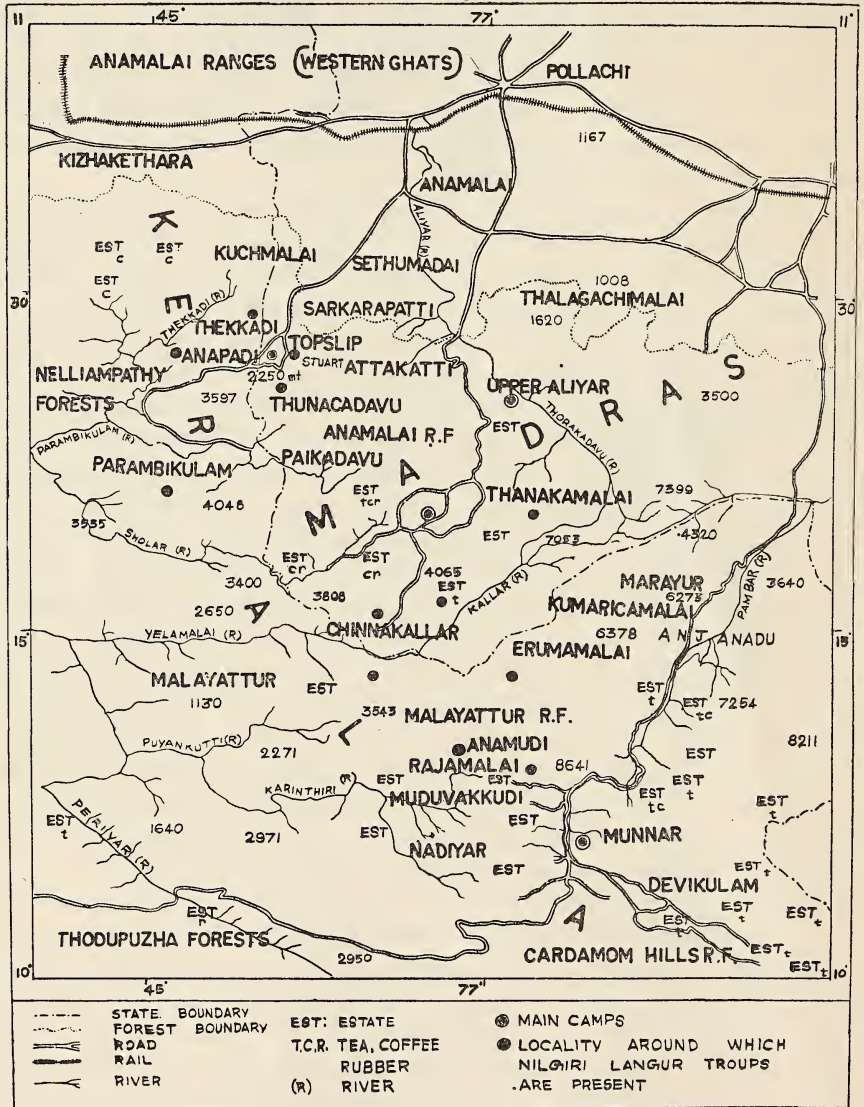 11 45° 77° 11°
ANAMALAI RANGES (WESTERN GHATS)
POLLACHI
1167
KIZHAKETHARA
ANAMALAI
K
EST C
EST C
KUCHMALAI
ALIYAR (R)
SETHUMADAI
EST C
30
1008
30
THALAGACHIMALAI
E
THEKKADI (R)
SARKARAPATTI
1620
THEKKADI
TOPSLIP
ANAPADI
STUART
ATTAKATTI
S
NELLIAMPATHY
FORESTS
2250 mt
UPPER ALIYAR
A
3597
THUNACADAVU
R
3500
R
EST
D
THORAKADAVU (R)
ANAMALAI R.F
PARAMBIKULAM (R)
PAIKADAVU
A
PARAMBIKULAM
4048
EST tcr
THANAKAMALAI
7399
M
3535
EST
7053
4320
SHOLAR (R)
EST cr
EST cr
3400
3808
4065
EST t
KALLAR (R)
MARAYUR
6275
PAMBAR (R)
3640
2650
A
KUMARICAMALAI
CHINNAKALLAR
6378
ANJANADU
15
YELAMALAI (R)
ERUMAMALAI
15
MALAYATTUR
EST
EST t
EST tc
7254
1130
3543
MALAYATTUR R.F.
L
PUYANKUTTI (R)
2271
ANAMUDI
8211
RAJAMALAI
8641
EST
KARINTHIRI (R)
EST
EST
EST t
MUDUVAKKUDI
EST tc
EST t
PERIYAR (R)
EST t
1640
2971
EST
EST
MUNNAR
NADIYAR
EST
EST t
DEVIKULAM
EST r
A
EST t
EST t
EST t
THODUPUZHA FORESTS
2950
CARDAMOM HILLS R.F.
EST t
EST t
10° 45° 77° 10°
STATE BOUNDARY
FOREST BOUNDARY
ROAD
RAIL
RIVER
EST: ESTATE
T.C.R. TEA, COFFEE
RUBBER
(R) RIVER
MAIN CAMPS
LOCALITY AROUND WHICH
NILGIRI LANGUR TROUPS
.ARE PRESENT